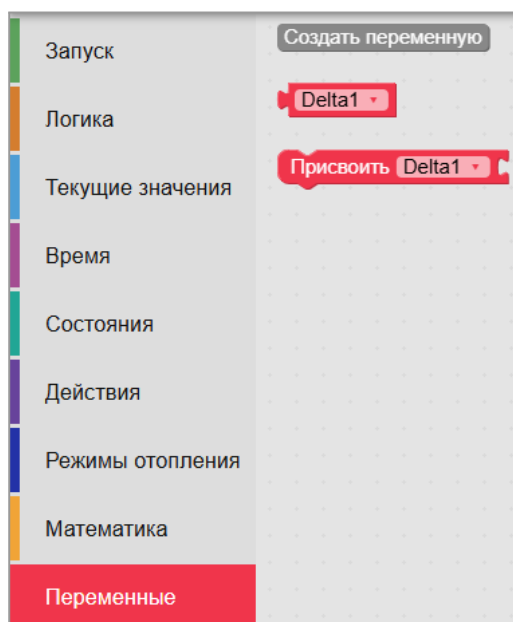 Запуск
Логика
Текущие значения
Время
Состояния
Действия
Режимы отопления
Математика
Переменные
Создать переменную
Delta1
Присвоить Delta1